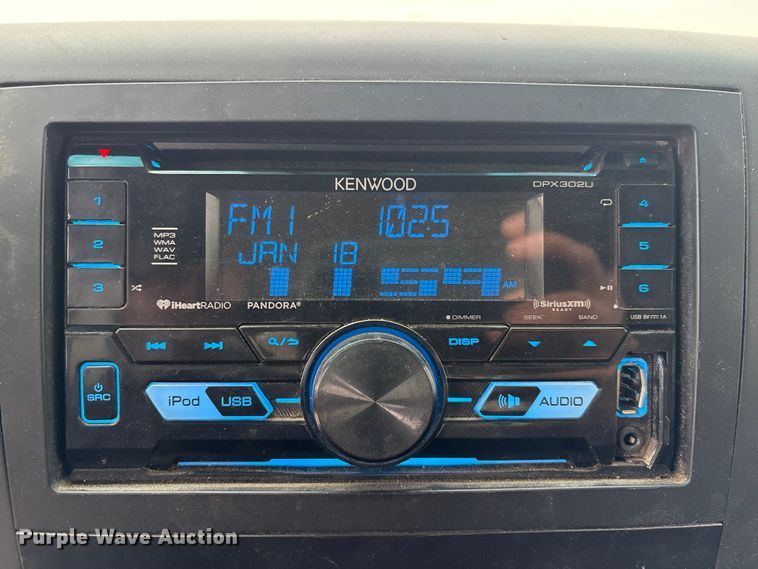 KENWOOD
DPX302U
1
2
3
MP3
WMA
WAV
FLAC
FM1 102.5
JAN 18
11 59 AM
4
5
6
iHeartRADIO
PANDORA®
((SiriusXM))
READY
DIMMER
SEEK
BAND
USB 5V 1A
DISP
SRC
iPod
USB
AUDIO
Purple Wave Auction®